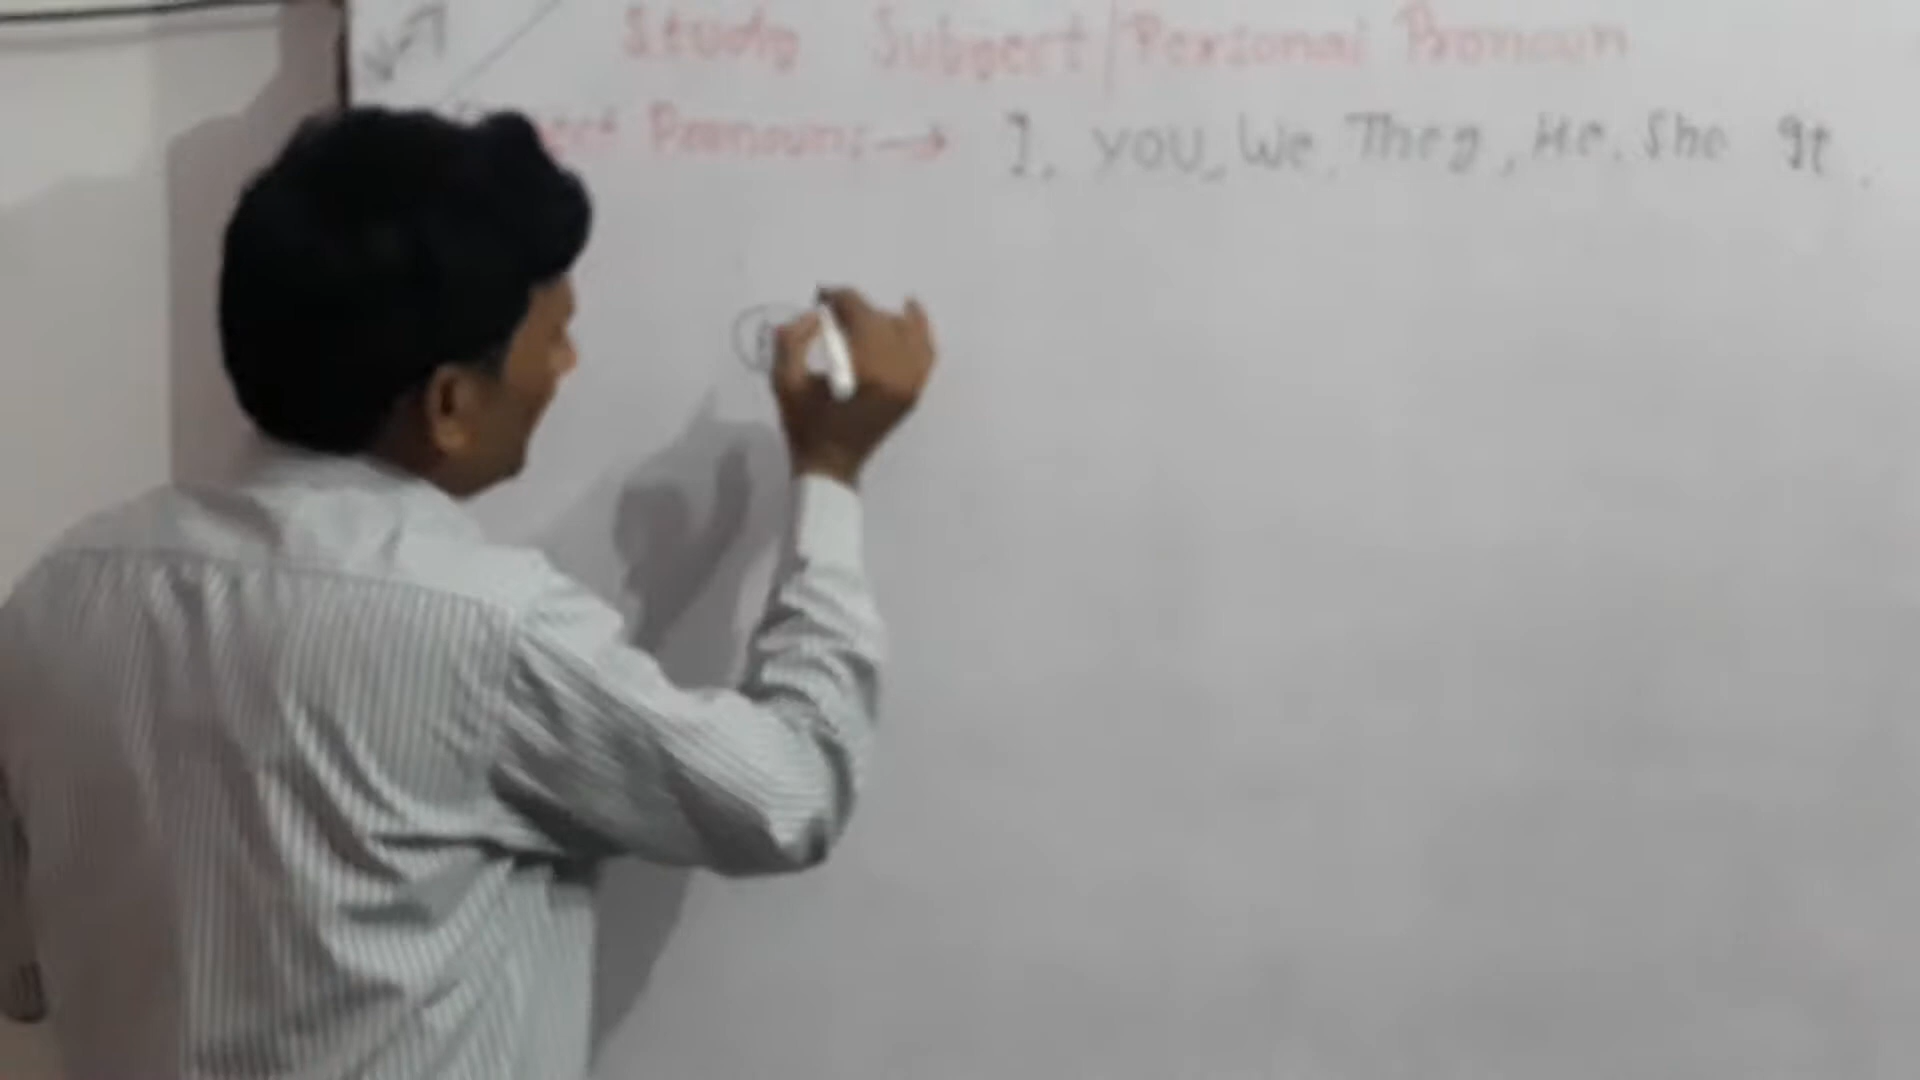 Study Subject/Personal Pronoun
Pronouns → I, you, We, They, He, She It.